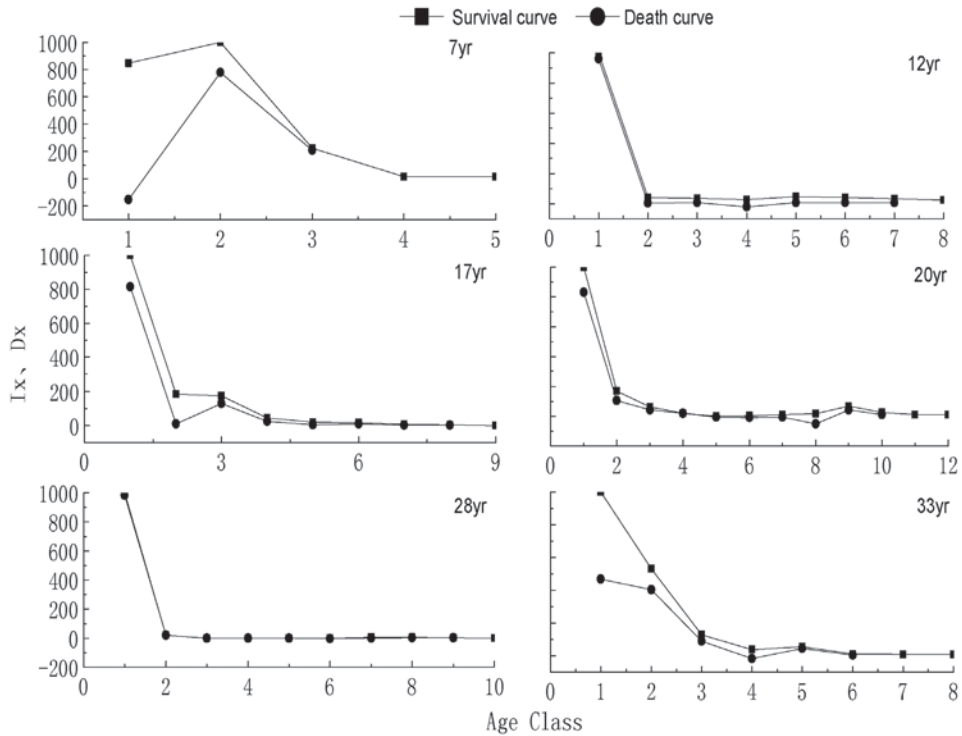 Survival curve Death curve
7yr
1000
800
600
400
200
0
-200
1 2 3 4 5
12yr
0 1 2 3 4 5 6 7 8
17yr
1000
800
600
400
200
0
0 3 6 9
20yr
0 2 4 6 8 10 12
28yr
1000
800
600
400
200
0
-200
0 2 4 6 8 10
33yr
0 1 2 3 4 5 6 7 8
Ix、Dx
Age Class